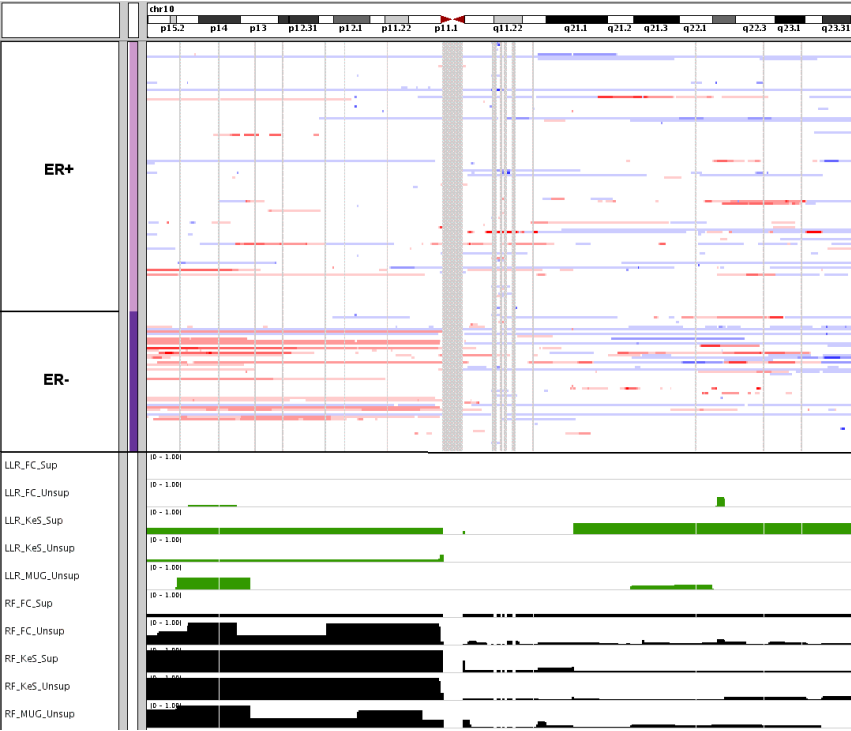 chr10
p15.2 p14 p13 p12.31 p12.1 p11.22 p11.1 q11.22 q21.1 q21.2 q21.3 q22.1 q22.3 q23.1 q23.31
ER+
ER-
LLR_FC_Sup [0 - 1.00]
LLR_FC_Unsup [0 - 1.00]
LLR_KeS_Sup [0 - 1.00]
LLR_KeS_Unsup [0 - 1.00]
LLR_MUG_Unsup [0 - 1.00]
RF_FC_Sup [0 - 1.00]
RF_FC_Unsup [0 - 1.00]
RF_KeS_Sup [0 - 1.00]
RF_KeS_Unsup [0 - 1.00]
RF_MUG_Unsup [0 - 1.00]